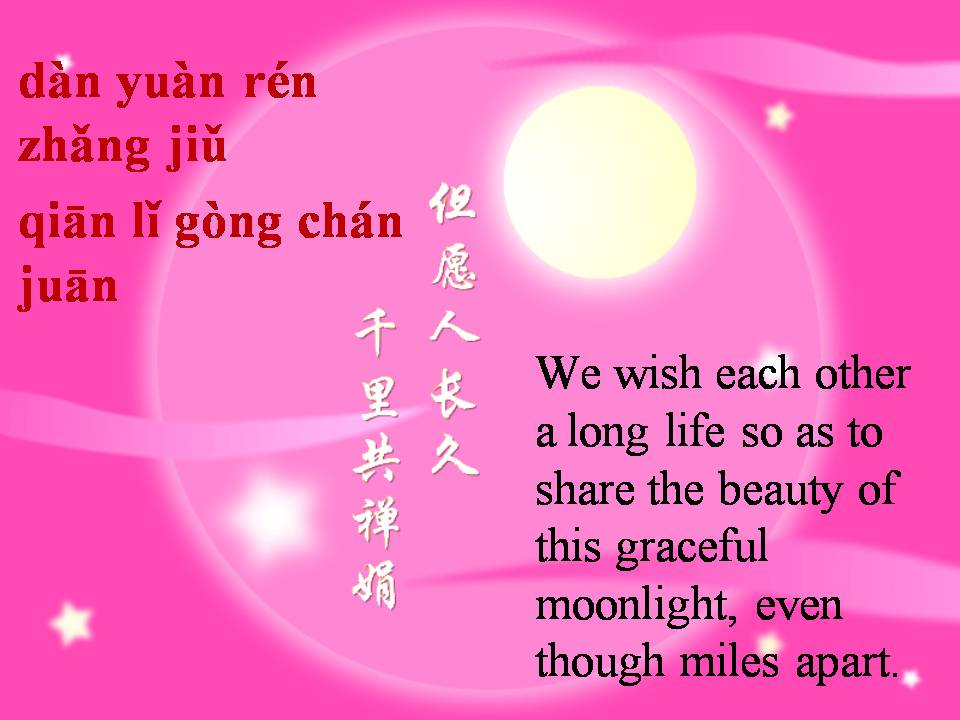 dàn yuàn rén
zhǎng jiǔ
qiān lǐ gòng chán
juān
但愿人长久
千里共禅娟
We wish each other
a long life so as to
share the beauty of
this graceful
moonlight, even
though miles apart.